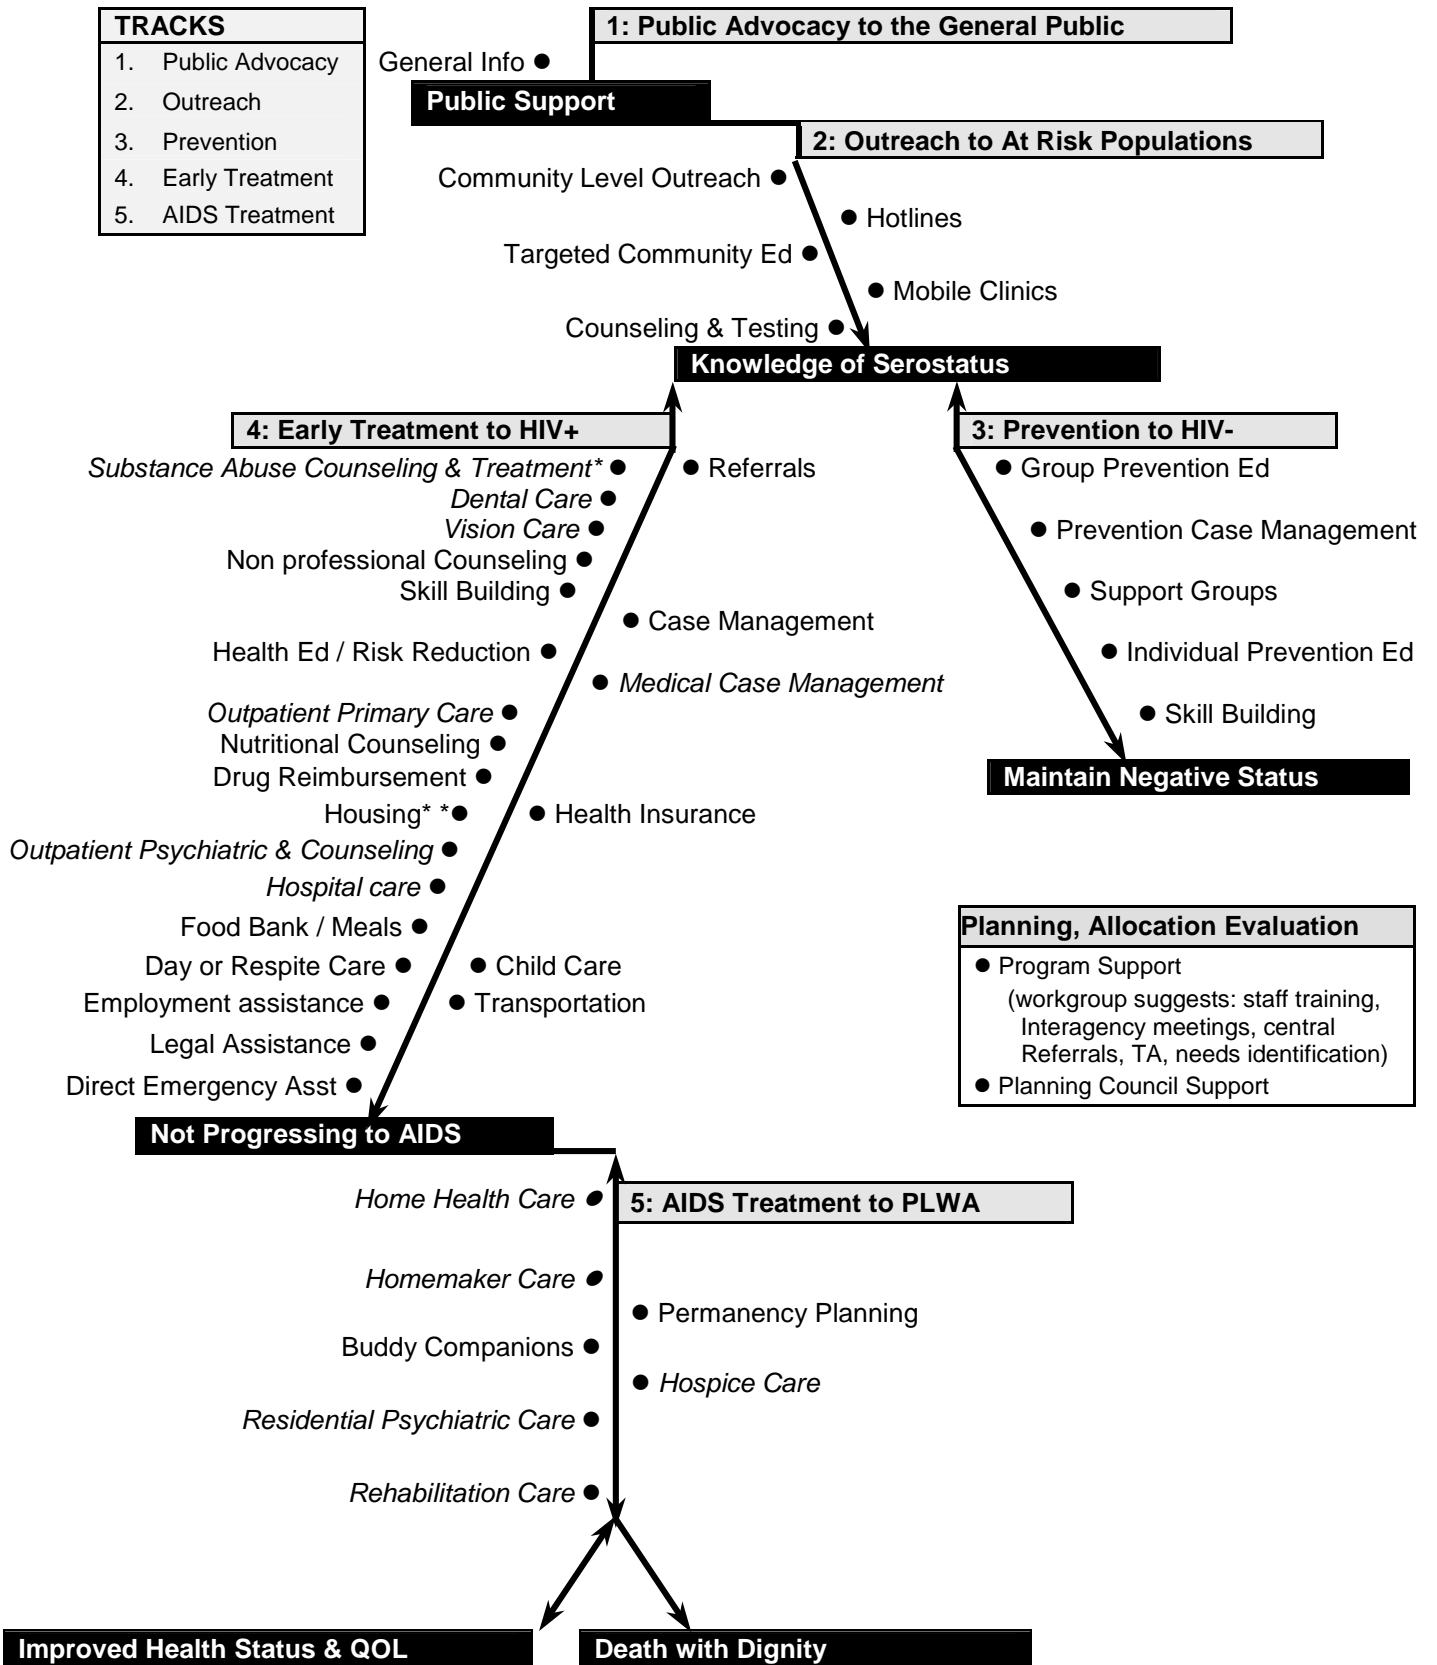 TRACKS
1. Public Advocacy
2. Outreach
3. Prevention
4. Early Treatment
5. AIDS Treatment
1: Public Advocacy to the General Public
General Info ●
Public Support
2: Outreach to At Risk Populations
Community Level Outreach ●
● Hotlines
Targeted Community Ed ●
● Mobile Clinics
Counseling & Testing ●
Knowledge of Serostatus
4: Early Treatment to HIV+
Substance Abuse Counseling & Treatment* ●
● Referrals
Dental Care ●
Vision Care ●
Non professional Counseling ●
Skill Building ●
● Case Management
Health Ed / Risk Reduction ●
● Medical Case Management
Outpatient Primary Care ●
Nutritional Counseling ●
Drug Reimbursement ●
Housing* * ●
● Health Insurance
Outpatient Psychiatric & Counseling ●
Hospital care ●
Food Bank / Meals ●
Day or Respite Care ●
● Child Care
Employment assistance ●
● Transportation
Legal Assistance ●
Direct Emergency Asst ●
Not Progressing to AIDS
3: Prevention to HIV-
● Group Prevention Ed
● Prevention Case Management
● Support Groups
● Individual Prevention Ed
● Skill Building
Maintain Negative Status
Planning, Allocation Evaluation
● Program Support
(workgroup suggests: staff training,
Interagency meetings, central
Referrals, TA, needs identification)
● Planning Council Support
5: AIDS Treatment to PLWA
Home Health Care ●
Homemaker Care ●
● Permanency Planning
Buddy Companions ●
● Hospice Care
Residential Psychiatric Care ●
Rehabilitation Care ●
Improved Health Status & QOL
Death with Dignity